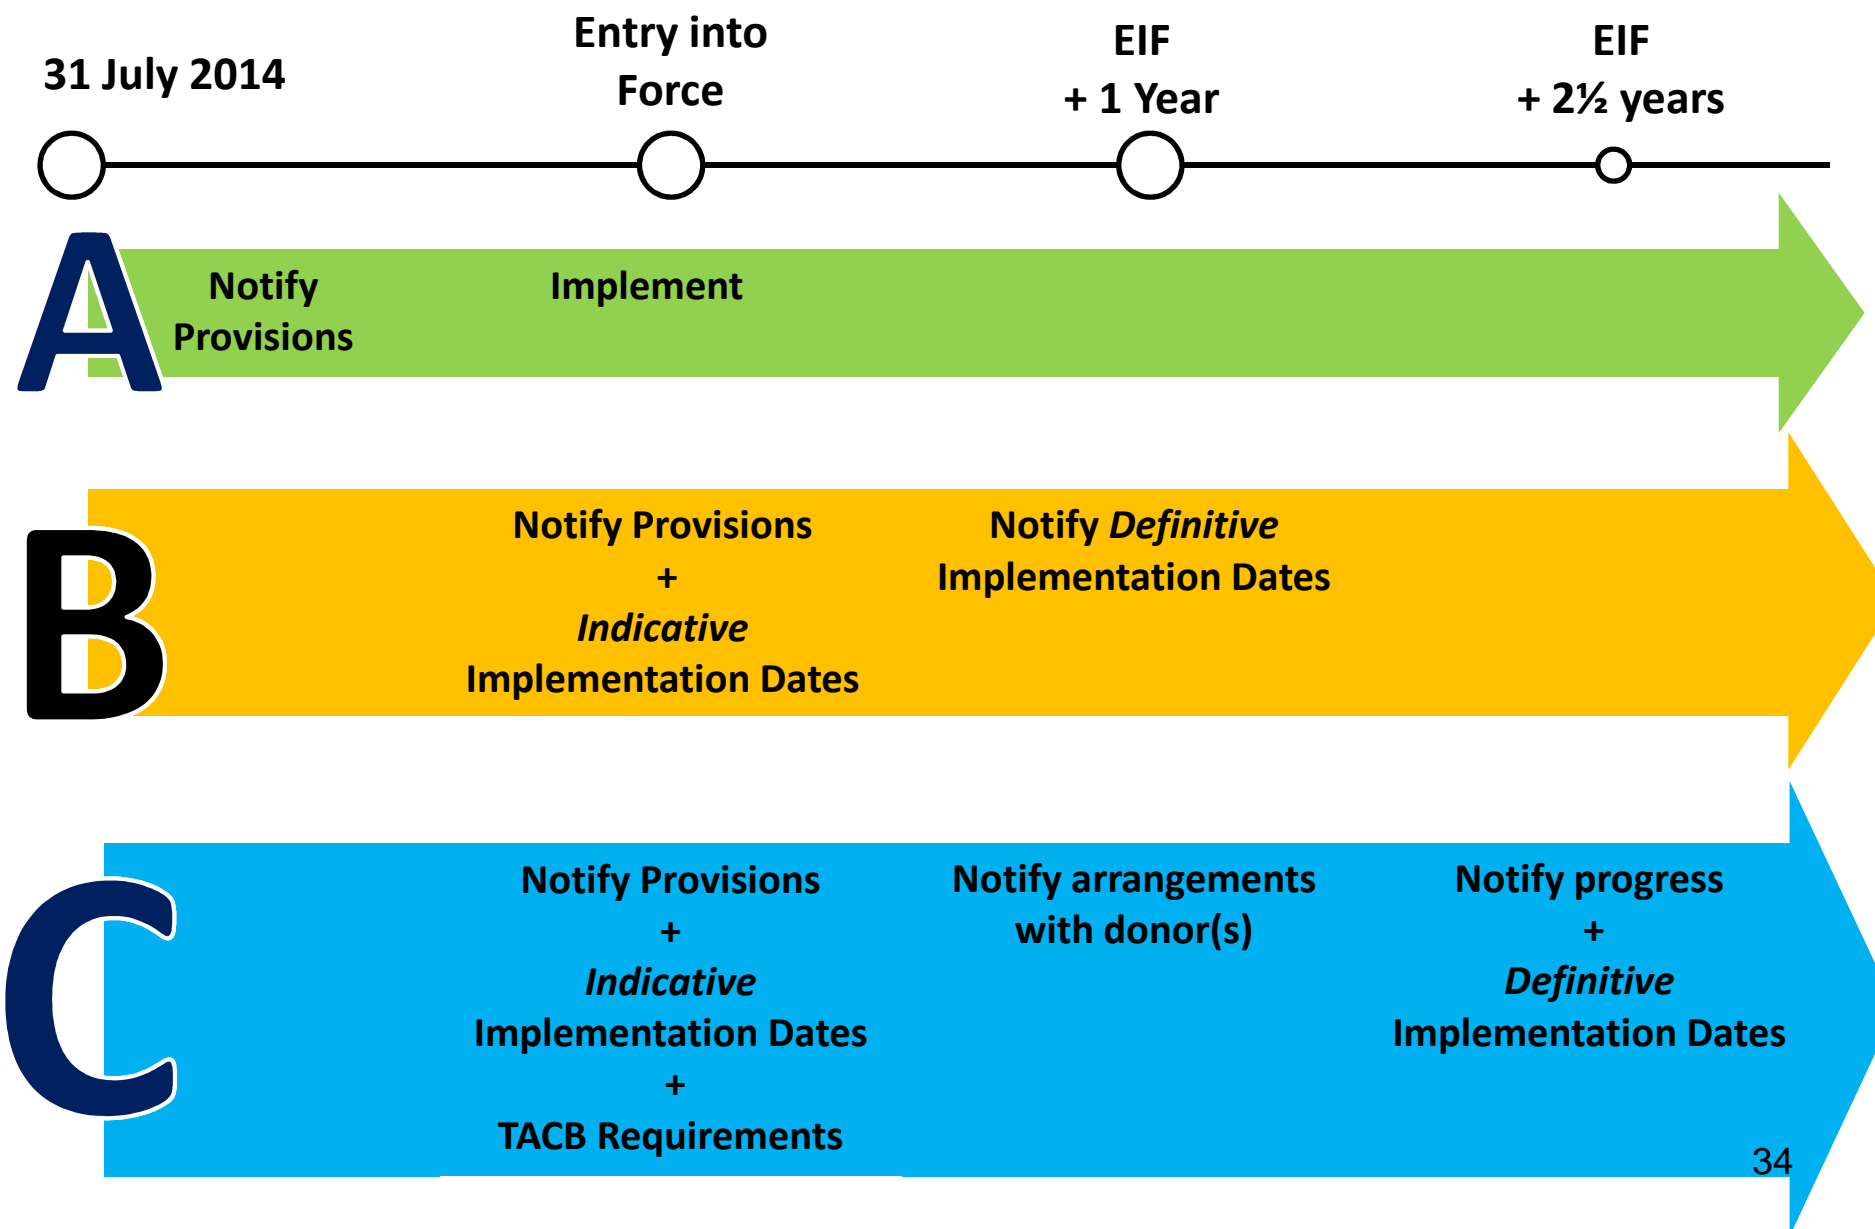 31 July 2014
Entry into
Force
EIF
+ 1 Year
EIF
+ 2½ years
A
Notify
Provisions
Implement
B
Notify Provisions
+
Indicative
Implementation Dates
Notify Definitive
Implementation Dates
C
Notify Provisions
+
Indicative
Implementation Dates
+
TACB Requirements
Notify arrangements
with donor(s)
Notify progress
+
Definitive
Implementation Dates
34